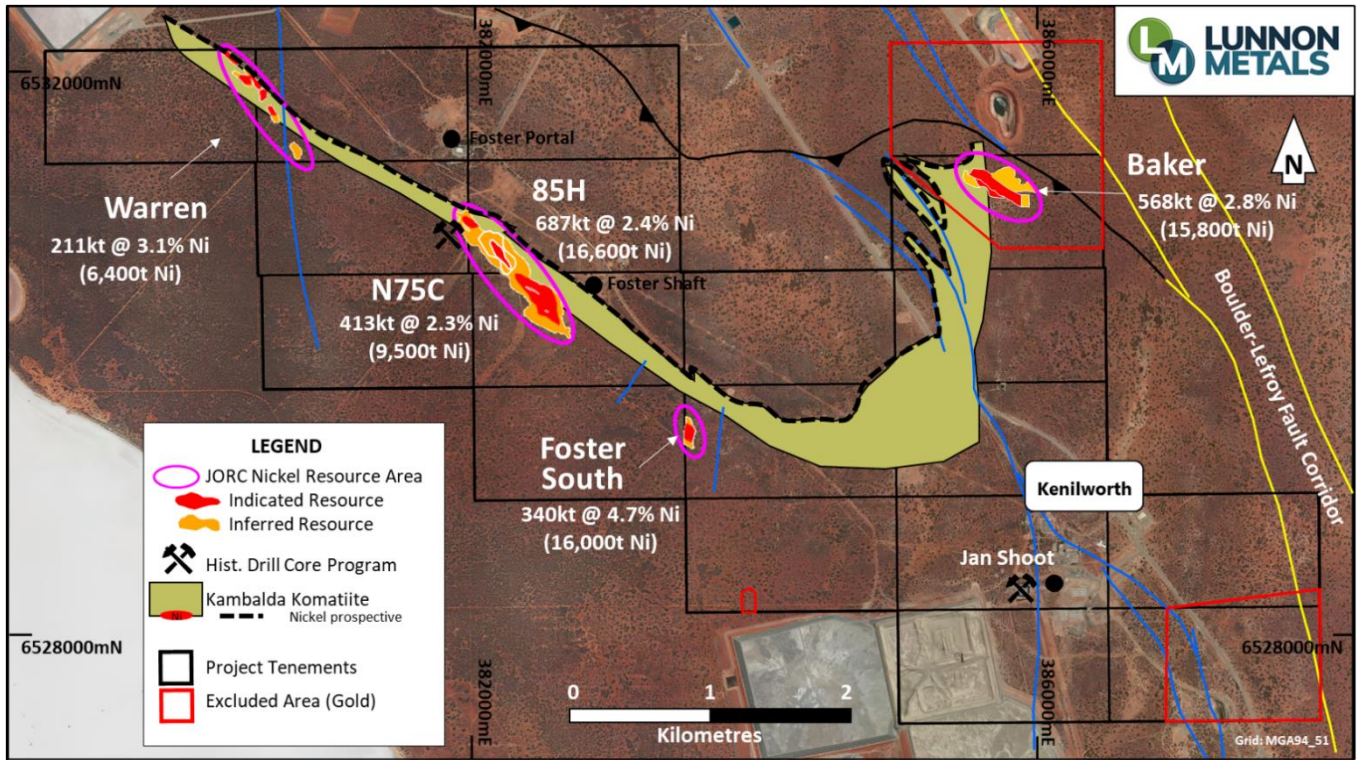 LM LUNNON
METALS
6532000mN
382000mE
386000mE
N
Foster Portal
Baker
568kt @ 2.8% Ni
(15,800t Ni)
Warren
211kt @ 3.1% Ni
(6,400t Ni)
85H
687kt @ 2.4% Ni
(16,600t Ni)
Foster Shaft
N75C
413kt @ 2.3% Ni
(9,500t Ni)
Boulder-Lefroy Fault Corridor
Foster
South
340kt @ 4.7% Ni
(16,000t Ni)
Kenilworth
Jan Shoot
LEGEND
JORC Nickel Resource Area
Indicated Resource
Inferred Resource
Hist. Drill Core Program
Kambalda Komatiite
Ni
Nickel prospective
Project Tenements
Excluded Area (Gold)
6528000mN
6528000mN
382000mE
386000mE
0 1 2
Kilometres
Grid: MGA94_51